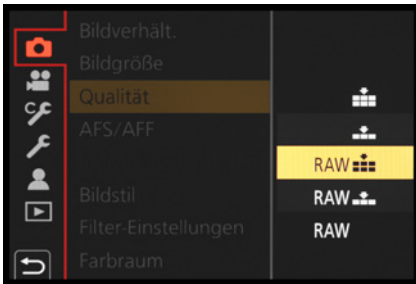 Bildverhält.
Bildgröße
Qualität
AFS/AFF
RAW
Bildstil
RAW
Filter-Einstellungen
RAW
Farbraum